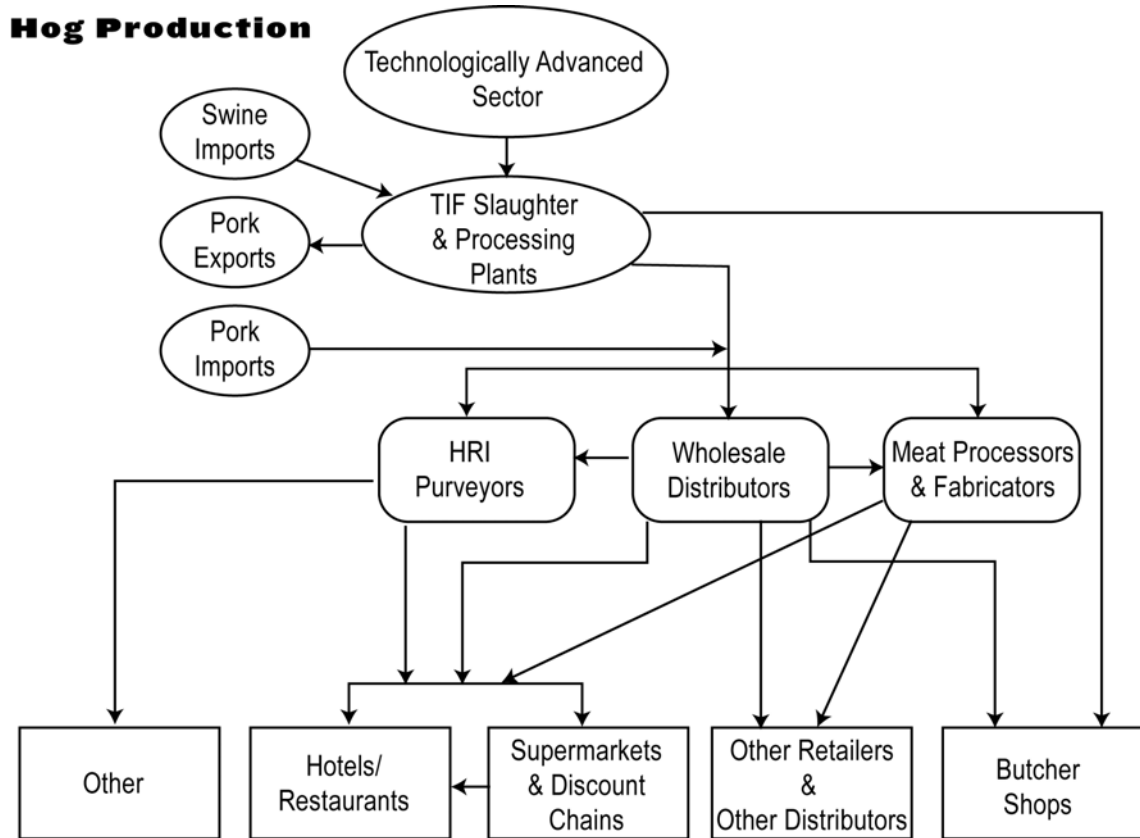 Hog Production
Technologically Advanced
Sector
Swine
Imports
TIF Slaughter
& Processing
Plants
Pork
Exports
Pork
Imports
HRI
Purveyors
Wholesale
Distributors
Meat Processors
& Fabricators
Other
Hotels/
Restaurants
Supermarkets
& Discount
Chains
Other Retailers
&
Other Distributors
Butcher
Shops